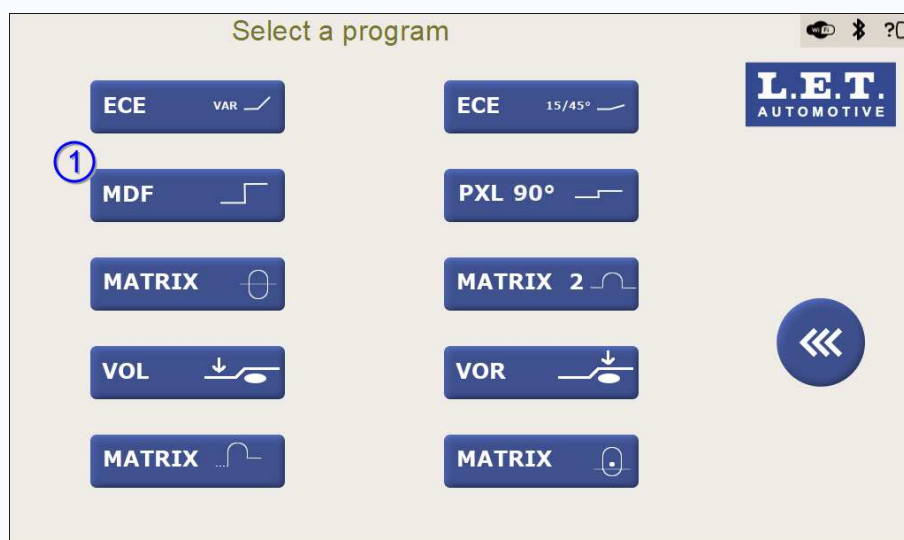 Select a program
WiFi ?
ECE VAR
ECE 15/45°
L.E.T.
AUTOMOTIVE
1
MDF
PXL 90°
MATRIX
MATRIX 2
VOL
VOR
MATRIX ...
MATRIX